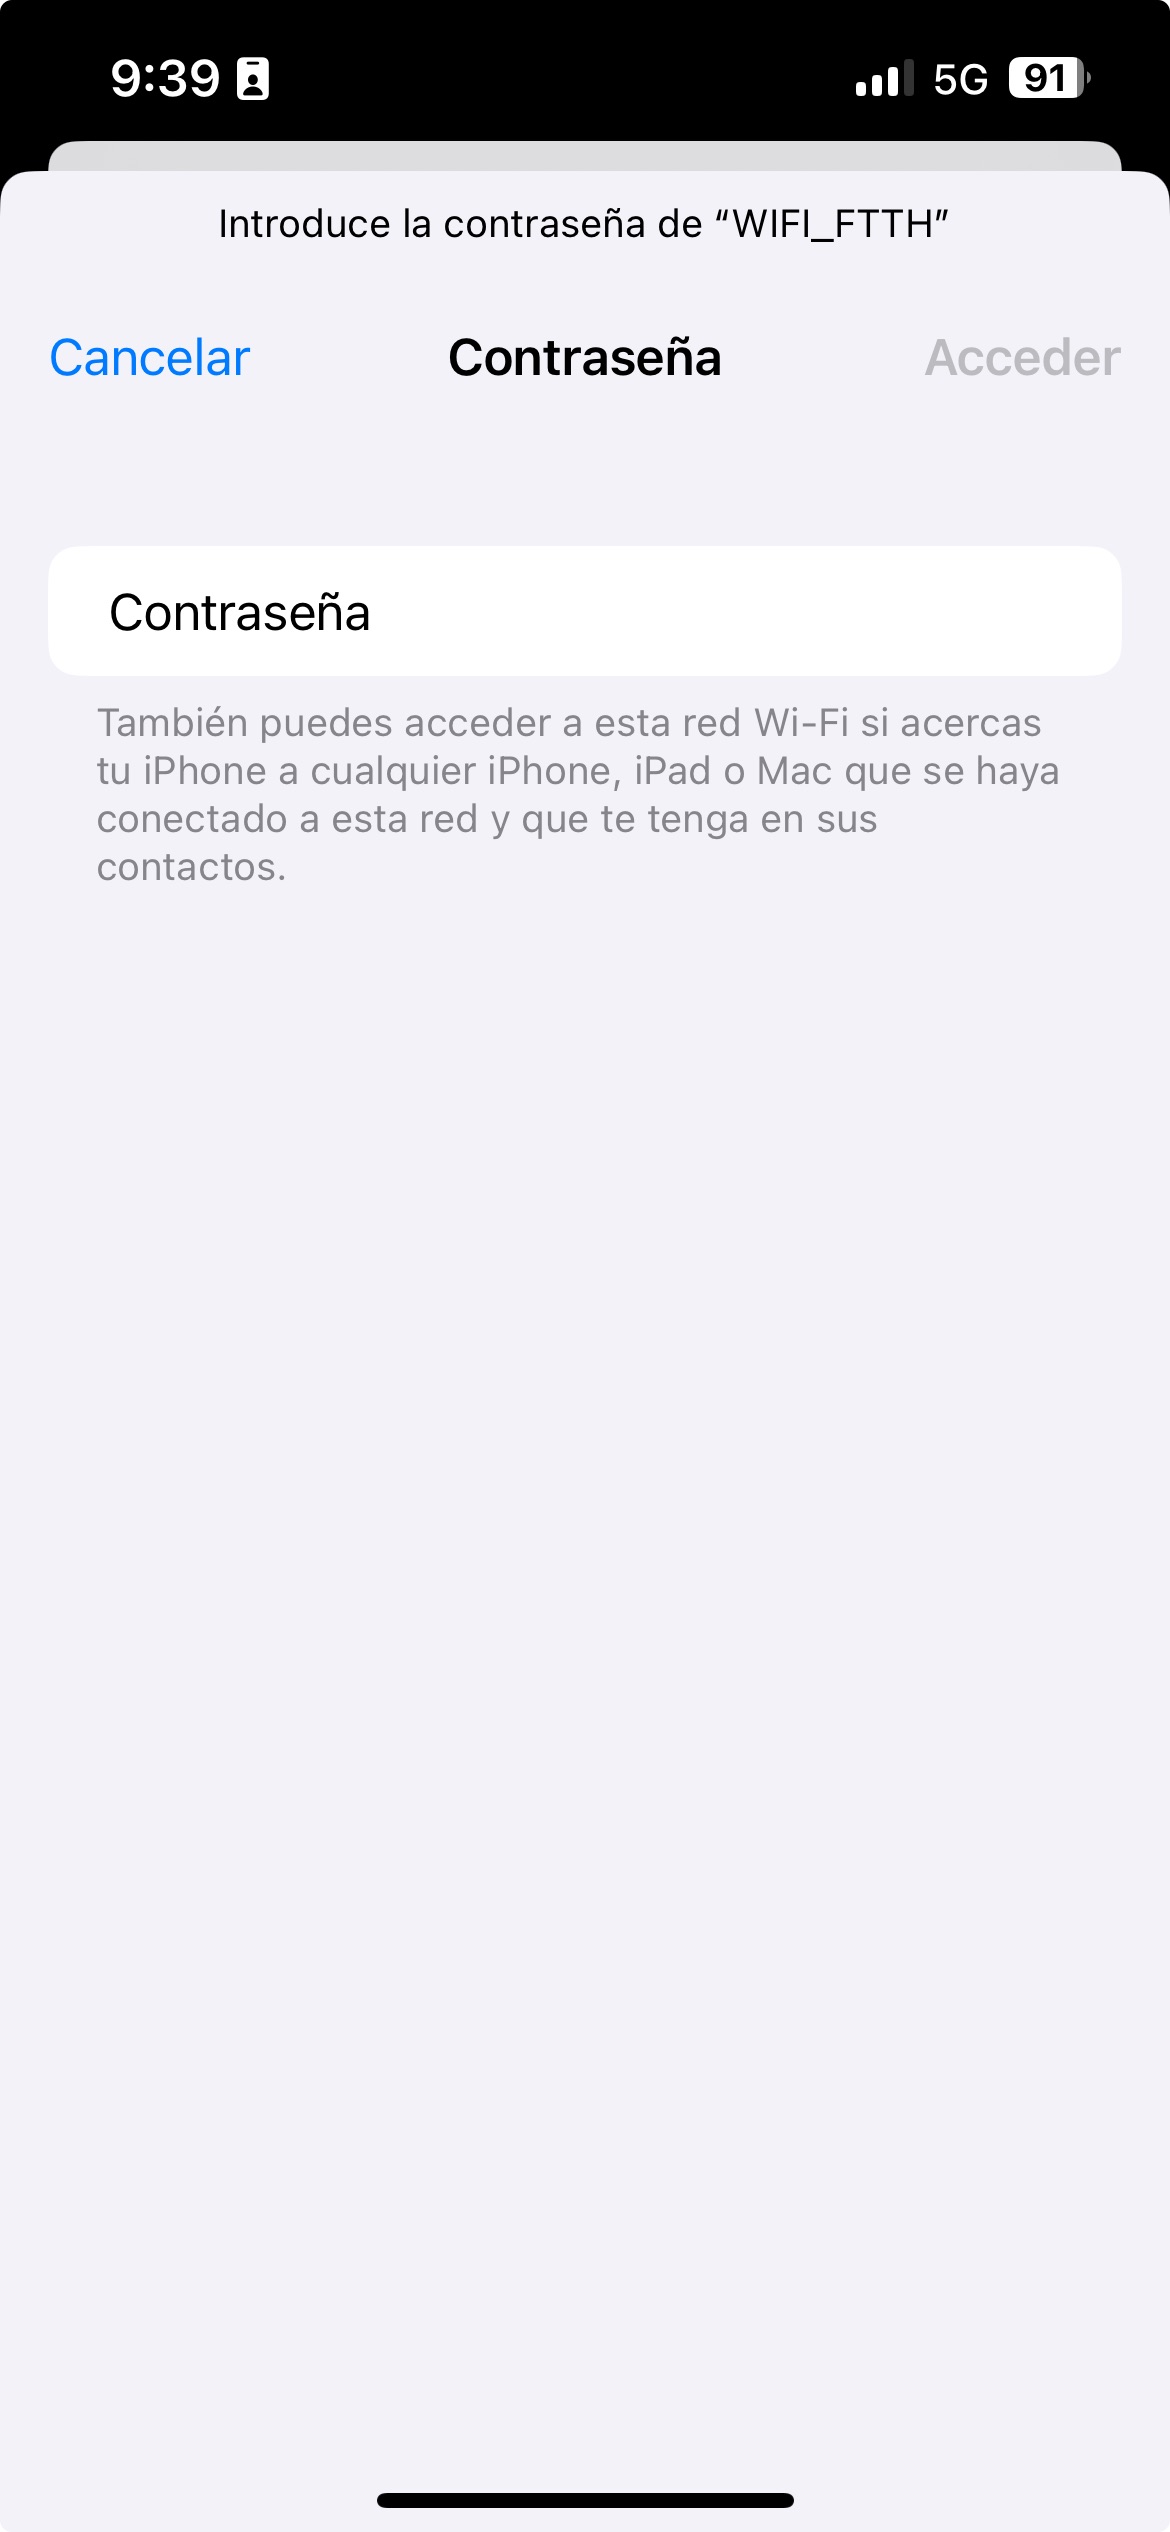 9:39 5G 91
Introduce la contraseña de “WIFI_FTTH”
Cancelar Contraseña Acceder
Contraseña
También puedes acceder a esta red Wi-Fi si acercas
tu iPhone a cualquier iPhone, iPad o Mac que se haya
conectado a esta red y que te tenga en sus
contactos.